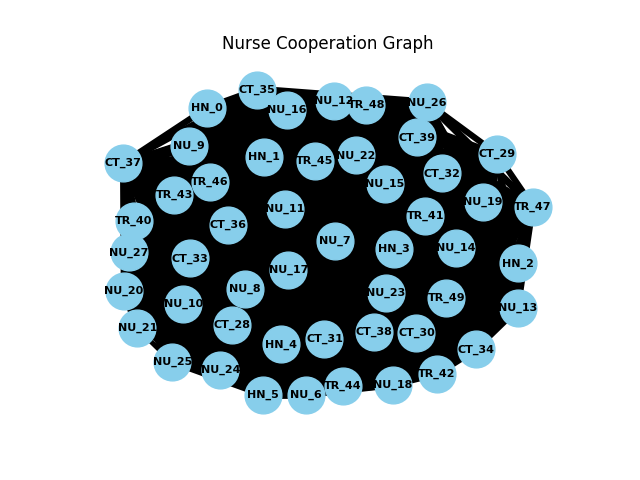 Nurse Cooperation Graph
CT_35
NU_12
NU_26
HN_0
NU_16
TR_48
CT_39
NU_9
HN_1
TR_45
NU_22
CT_29
CT_37
CT_32
TR_46
NU_15
TR_43
NU_19
TR_47
NU_11
TR_41
TR_40
CT_36
NU_7
HN_3
NU_14
NU_27
CT_33
HN_2
NU_17
NU_20
NU_8
NU_23
TR_49
NU_10
NU_13
CT_28
NU_21
CT_31
CT_38
CT_30
HN_4
CT_34
NU_25
NU_24
TR_42
TR_44
NU_18
HN_5
NU_6